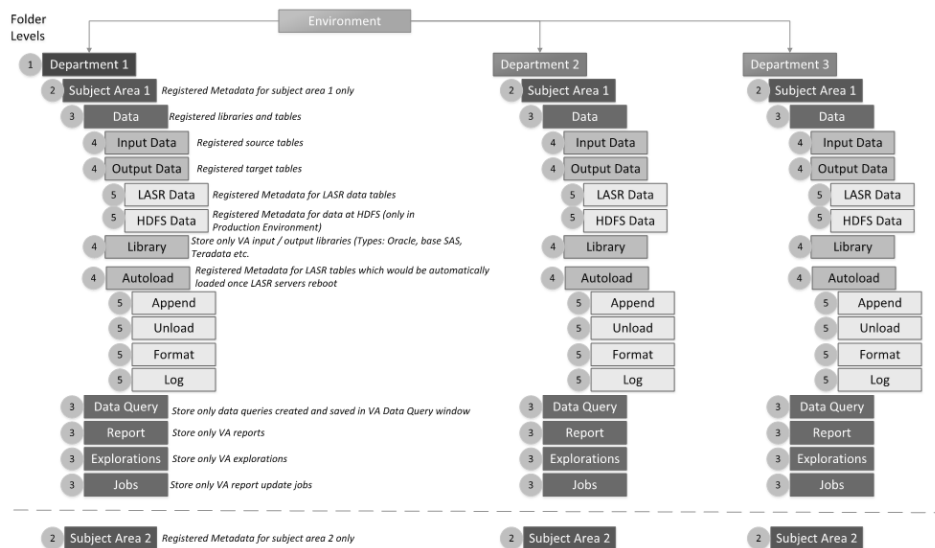 Folder
Levels
Environment
1 Department 1 Department 2 Department 3
2 Subject Area 1 Registered Metadata for subject area 1 only 2 Subject Area 1 2 Subject Area 1
3 Data Registered libraries and tables 3 Data 3 Data
4 Input Data Registered source tables 4 Input Data 4 Input Data
4 Output Data Registered target tables 4 Output Data 4 Output Data
5 LASR Data Registered Metadata for LASR data tables 5 LASR Data 5 LASR Data
5 HDFS Data Registered Metadata for data at HDFS (only in
Production Environment) 5 HDFS Data 5 HDFS Data
4 Library Store only VA input / output libraries (Types: Oracle, base SAS,
Teradata etc. 4 Library 4 Library
4 Autoload Registered Metadata for LASR tables which would be automatically
loaded once LASR servers reboot 4 Autoload 4 Autoload
5 Append 5 Append 5 Append
5 Unload 5 Unload 5 Unload
5 Format 5 Format 5 Format
5 Log 5 Log 5 Log
3 Data Query Store only data queries created and saved in VA Data Query window 3 Data Query 3 Data Query
3 Report Store only VA reports 3 Report 3 Report
3 Explorations Store only VA explorations 3 Explorations 3 Explorations
3 Jobs Store only VA report update jobs 3 Jobs 3 Jobs
2 Subject Area 2 Registered Metadata for subject area 2 only 2 Subject Area 2 2 Subject Area 2